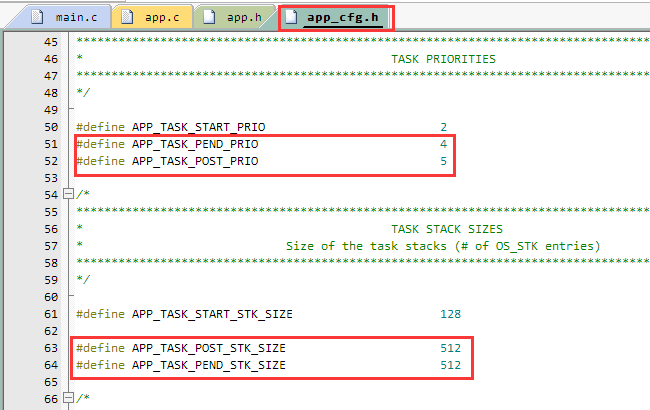 main.c app.c app.h app_cfg.h
45 *********************************************************************************
46 * TASK PRIORITIES
47 *********************************************************************************
48 */
49
50 #define APP_TASK_START_PRIO 2
51 #define APP_TASK_PEND_PRIO 4
52 #define APP_TASK_POST_PRIO 5
53
54 /*
55 *********************************************************************************
56 * TASK STACK SIZES
57 * Size of the task stacks (# of OS_STK entries)
58 *********************************************************************************
59 */
60
61 #define APP_TASK_START_STK_SIZE 128
62
63 #define APP_TASK_POST_STK_SIZE 512
64 #define APP_TASK_PEND_STK_SIZE 512
65
66 /*